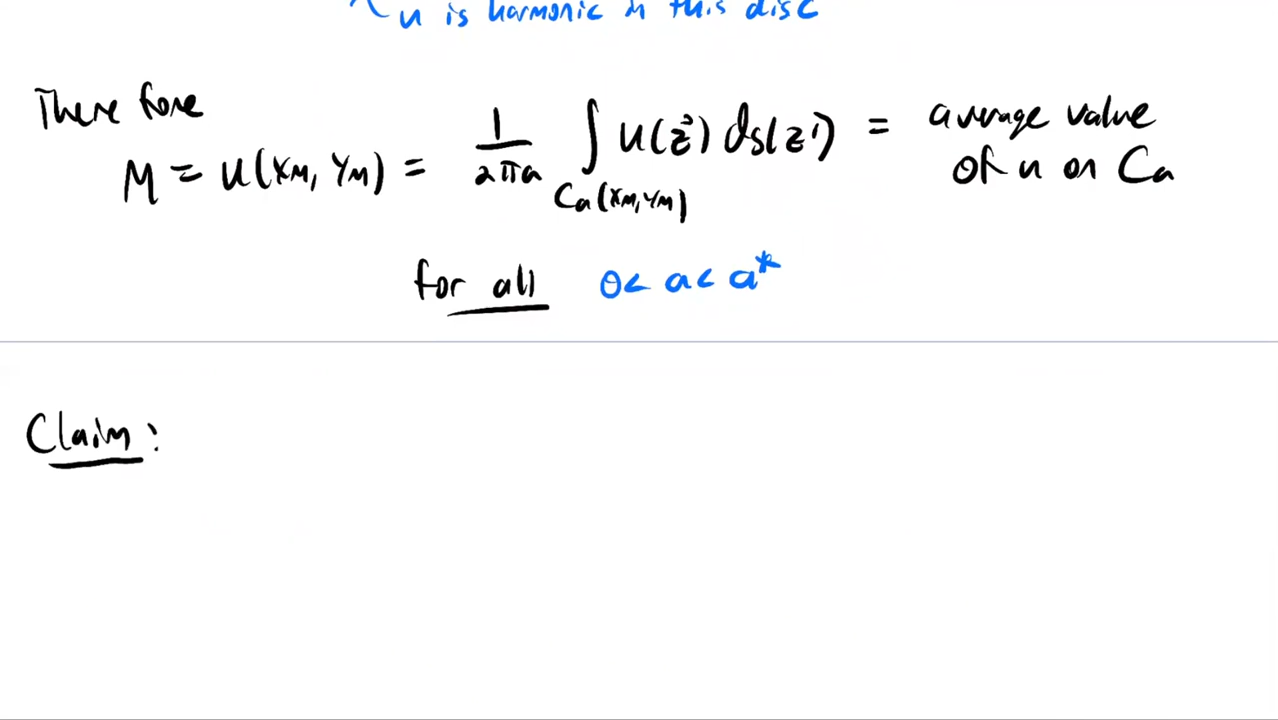 u is harmonic in this disc
Therefore
M = u(xM, yM) = 1/2πa ∫Ca(xM, yM) u(z') ds(z') = average value of u on Ca
for all 0 < a < a*
Claim: